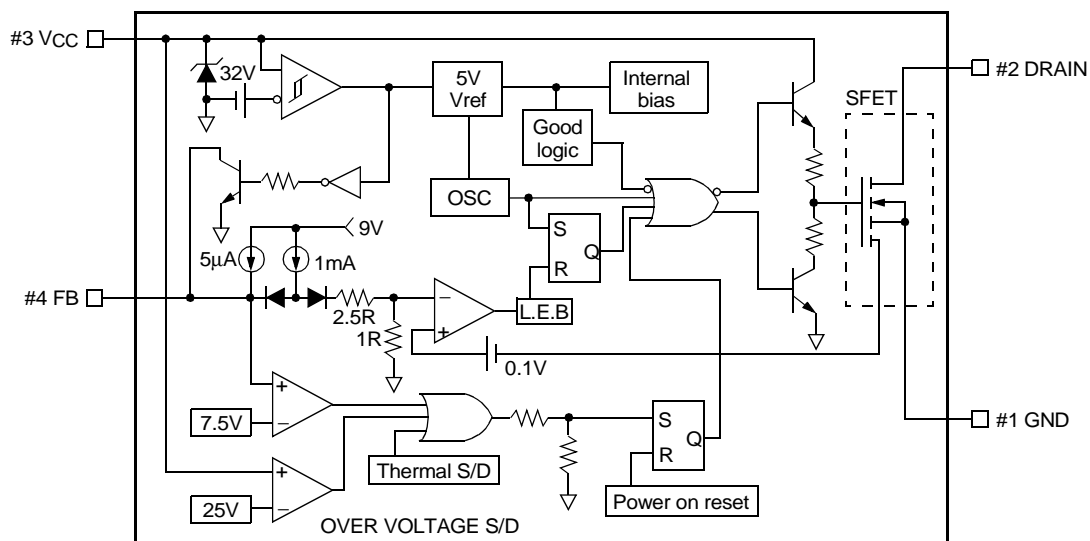 #3 VCC
32V
5V
Vref
Internal
bias
#2 DRAIN
SFET
Good
logic
OSC
9V
5μA
1mA
S
Q
R
#4 FB
2.5R
1R
−
+
L.E.B
0.1V
+
7.5V
−
Thermal S/D
S
Q
R
#1 GND
+
25V
−
Power on reset
OVER VOLTAGE S/D